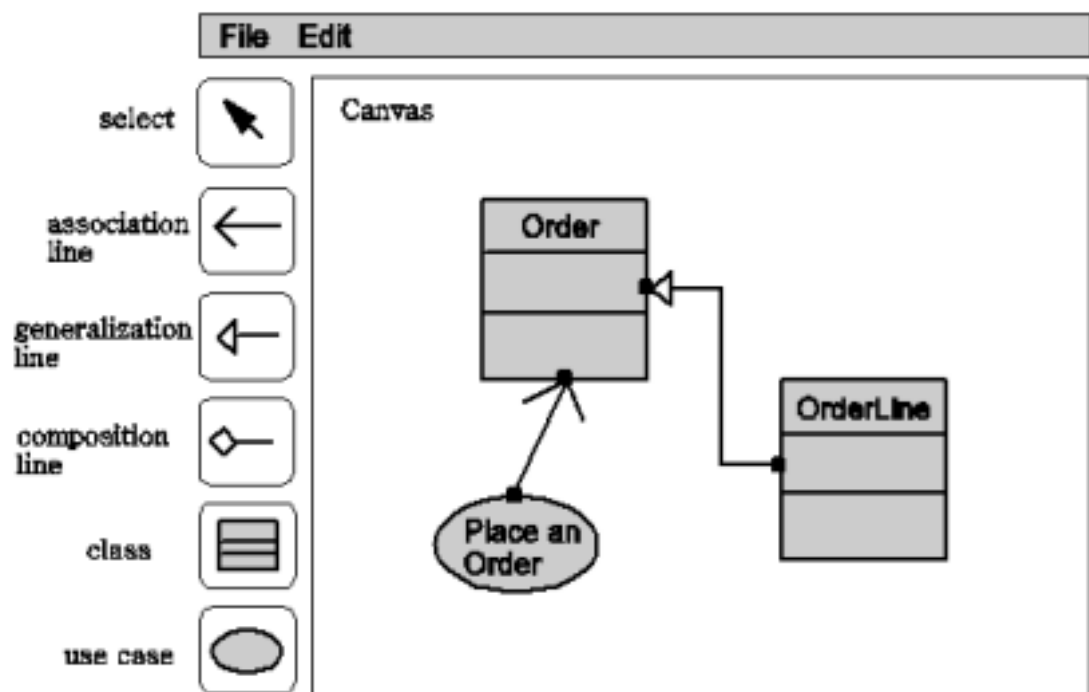 File Edit
select
Canvas
association
line
generalization
line
composition
line
class
use case
Order
OrderLine
Place an
Order